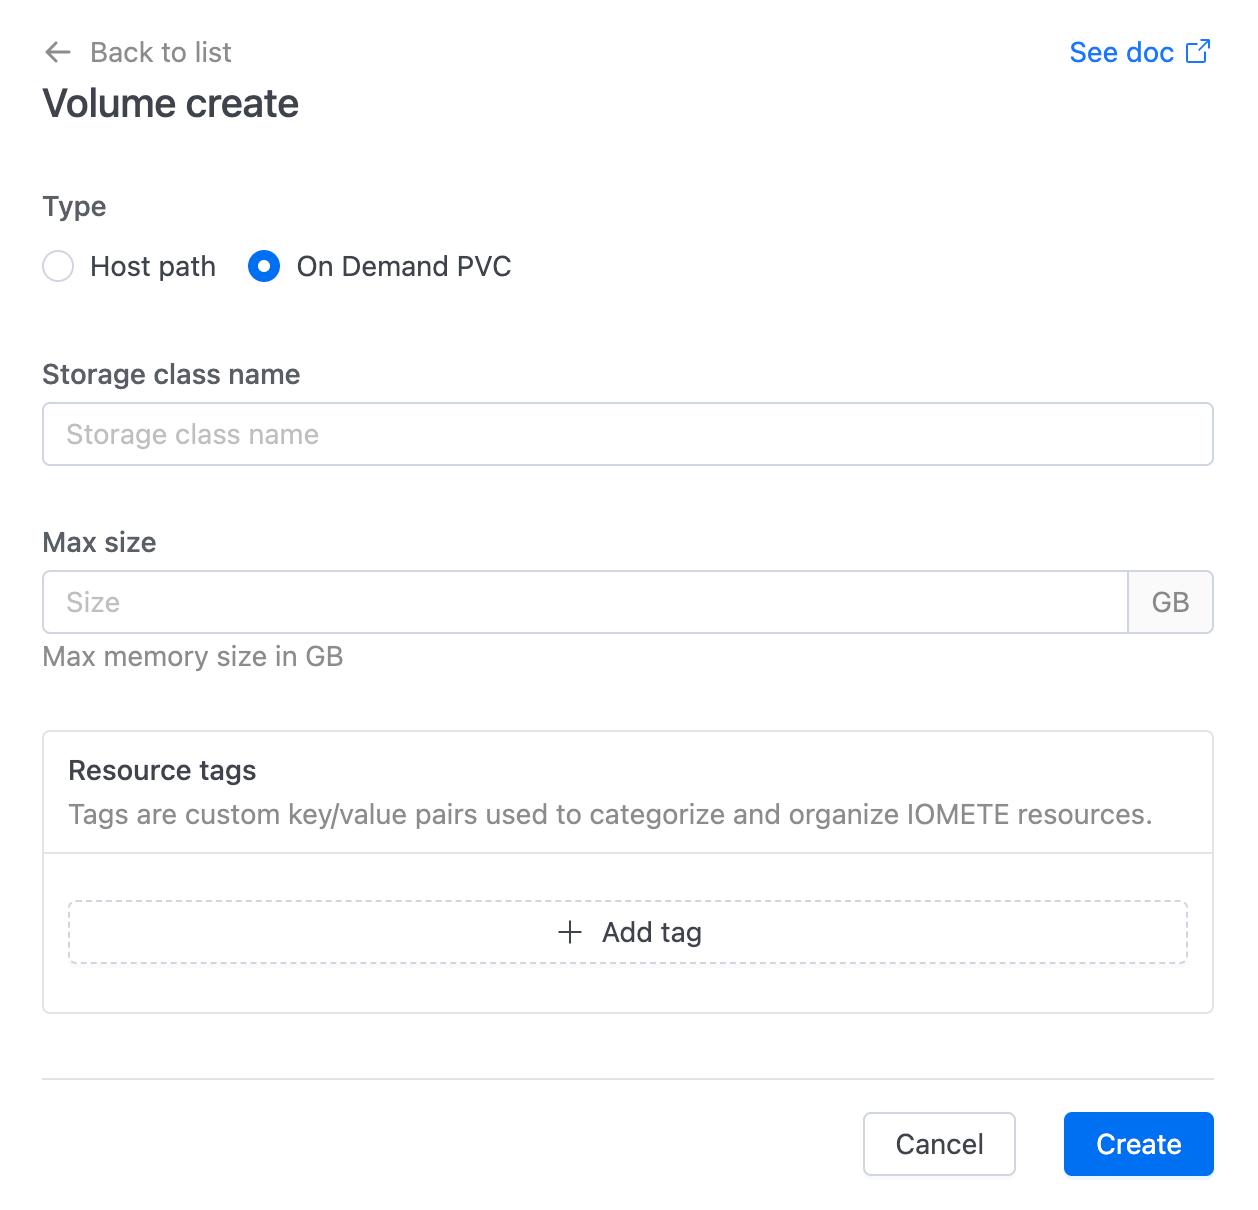 Back to list
See doc
Volume create
Type
Host path
On Demand PVC
Storage class name
Storage class name
Max size
Size
GB
Max memory size in GB
Resource tags
Tags are custom key/value pairs used to categorize and organize IOMETE resources.
Add tag
Cancel
Create